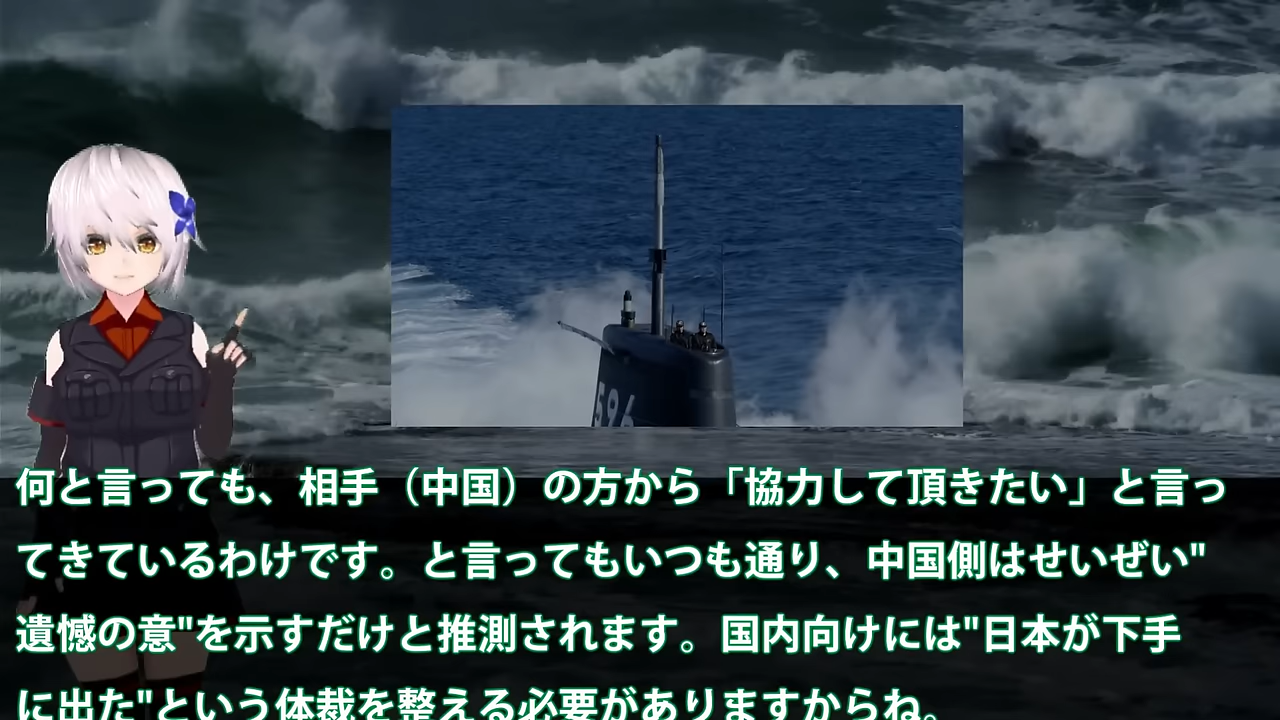 596
何と言っても、相手（中国）の方から「協力して頂きたい」と言っ
てきているわけです。と言ってもいつも通り、中国側はせいぜい"
遺憾の意"を示すだけと推測されます。国内向けには"日本が下手
に出た"という体裁を整える必要がありますからね。